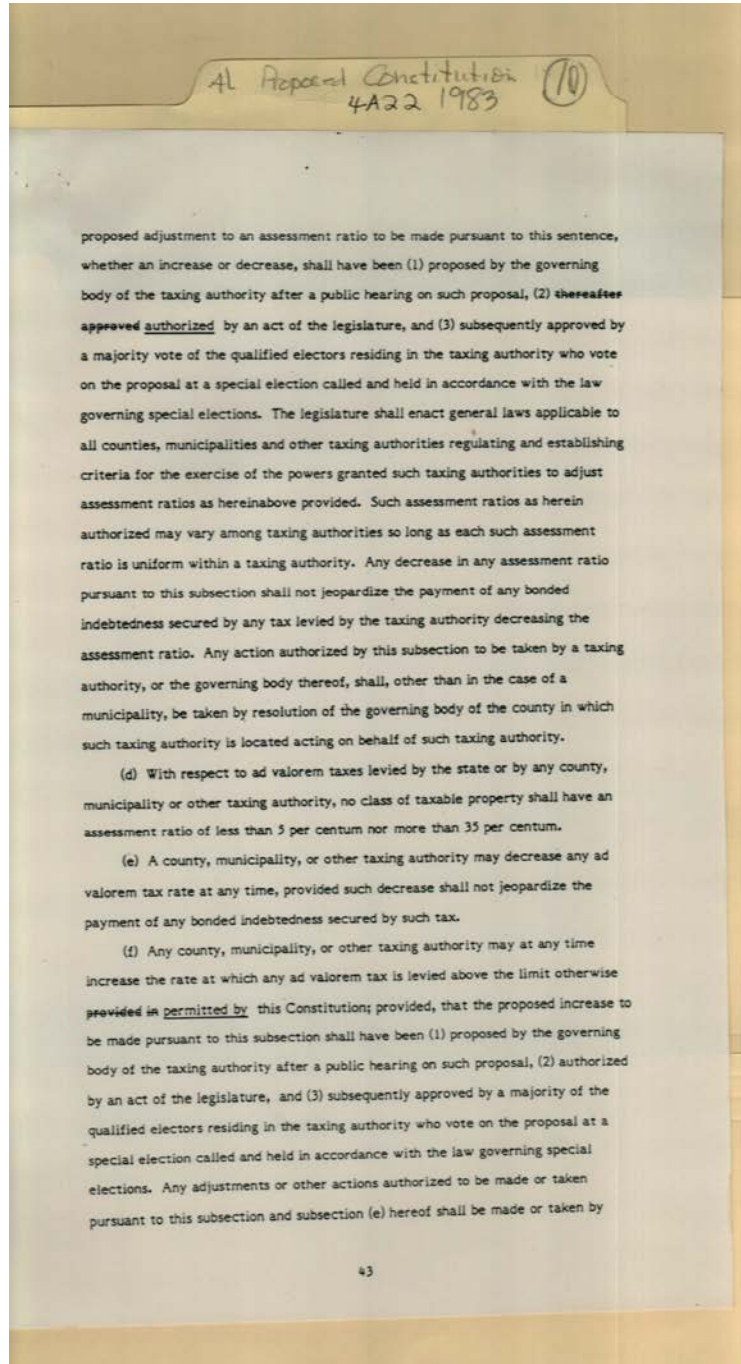 AL Proposed Constitution 10
4A22 1983
proposed adjustment to an assessment ratio to be made pursuant to this sentence,
whether an increase or decrease, shall have been (1) proposed by the governing
body of the taxing authority after a public hearing on such proposal, (2) thereafter
approved authorized by an act of the legislature, and (3) subsequently approved by
a majority vote of the qualified electors residing in the taxing authority who vote
on the proposal at a special election called and held in accordance with the law
governing special elections. The legislature shall enact general laws applicable to
all counties, municipalities and other taxing authorities regulating and establishing
criteria for the exercise of the powers granted such taxing authorities to adjust
assessment ratios as hereinabove provided. Such assessment ratios as herein
authorized may vary among taxing authorities so long as each such assessment
ratio is uniform within a taxing authority. Any decrease in any assessment ratio
pursuant to this subsection shall not jeopardize the payment of any bonded
indebtedness secured by any tax levied by the taxing authority decreasing the
assessment ratio. Any action authorized by this subsection to be taken by a taxing
authority, or the governing body thereof, shall, other than in the case of a
municipality, be taken by resolution of the governing body of the county in which
such taxing authority is located acting on behalf of such taxing authority.
(d) With respect to ad valorem taxes levied by the state or by any county,
municipality or other taxing authority, no class of taxable property shall have an
assessment ratio of less than 5 per centum nor more than 35 per centum.
(e) A county, municipality, or other taxing authority may decrease any ad
valorem tax rate at any time, provided such decrease shall not jeopardize the
payment of any bonded indebtedness secured by such tax.
(f) Any county, municipality, or other taxing authority may at any time
increase the rate at which any ad valorem tax is levied above the limit otherwise
provided in permitted by this Constitution; provided, that the proposed increase to
be made pursuant to this subsection shall have been (1) proposed by the governing
body of the taxing authority after a public hearing on such proposal, (2) authorized
by an act of the legislature, and (3) subsequently approved by a majority of the
qualified electors residing in the taxing authority who vote on the proposal at a
special election called and held in accordance with the law governing special
elections. Any adjustments or other actions authorized to be made or taken
pursuant to this subsection and subsection (e) hereof shall be made or taken by
43